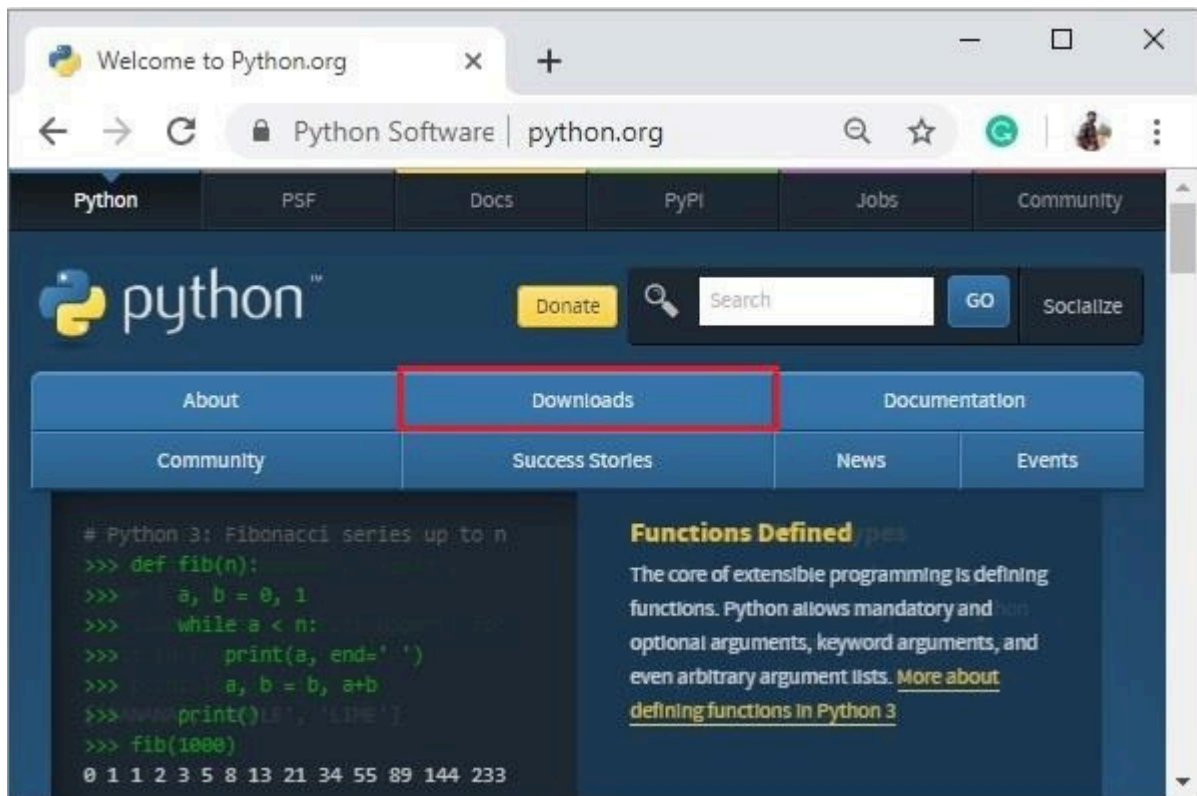 Welcome to Python.org
Python Software | python.org
Python PSF Docs PyPI Jobs Community
python™
Donate Search GO Socialize
About Downloads Documentation
Community Success Stories News Events
# Python 3: Fibonacci series up to n
>>> def fib(n):
>>> a, b = 0, 1
>>> while a < n:
>>> print(a, end=' ')
>>> a, b = b, a+b
>>> print()
>>> fib(1000)
0 1 1 2 3 5 8 13 21 34 55 89 144 233
Functions Defined
The core of extensible programming is defining
functions. Python allows mandatory and
optional arguments, keyword arguments, and
even arbitrary argument lists. More about
defining functions in Python 3